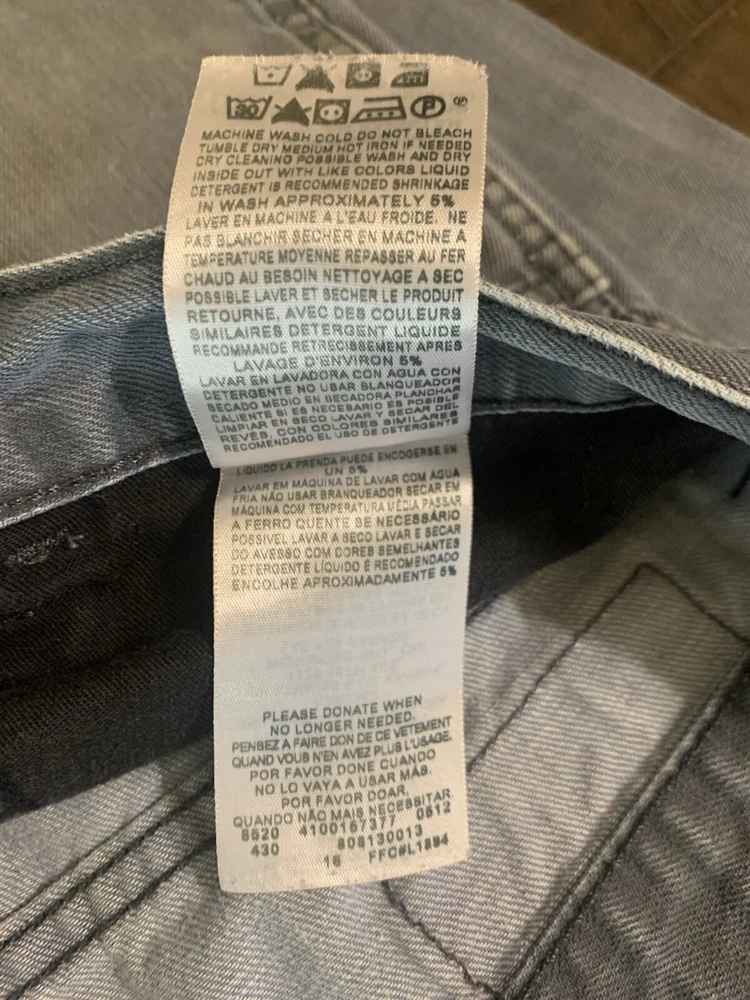 30 P
MACHINE WASH COLD DO NOT BLEACH
TUMBLE DRY MEDIUM HOT IRON IF NEEDED
DRY CLEANING POSSIBLE WASH AND DRY
INSIDE OUT WITH LIKE COLORS LIQUID
DETERGENT IS RECOMMENDED SHRINKAGE
IN WASH APPROXIMATELY 5%
LAVER EN MACHINE A L'EAU FROIDE, NE
PAS BLANCHIR SECHER EN MACHINE A
TEMPERATURE MOYENNE REPASSER AU FER
CHAUD AU BESOIN NETTOYAGE A SEC
POSSIBLE LAVER ET SECHER LE PRODUIT
RETOURNE, AVEC DES COULEURS
SIMILAIRES DETERGENT LIQUIDE
RECOMMANDE RETRECISSEMENT APRES
LAVAGE D'ENVIRON 5%
LAVAR EN LAVADORA CON AGUA CON
DETERGENTE NO USAR BLANQUEADOR
SECADO MEDIO EN SECADORA PLANCHAR
CALIENTE SI ES NECESARIO ES POSIBLE
LIMPIAR EN SECO LAVAR Y SECAR DEL
REVES, CON COLORES SIMILARES
RECOMENDADO EL USO DE DETERGENTE
LIQUIDO LA PRENDA PUEDE ENCOGERSE EN
UN 5%
LAVAR EM MÁQUINA DE LAVAR COM ÁGUA
FRIA NÃO USAR BRANQUEADOR SECAR EM
MÁQUINA COM TEMPERATURA MÉDIA PASSAR
A FERRO QUENTE SE NECESSÁRIO
POSSIVEL LAVAR A SECO LAVAR E SECAR
DO AVESSO COM CORES SEMELHANTES
DETERGENTE LÍQUIDO É RECOMENDADO
ENCOLHE APROXIMADAMENTE 5%
PLEASE DONATE WHEN
NO LONGER NEEDED.
PENSEZ A FAIRE DON DE CE VETEMENT
QUAND VOUS N'EN AVEZ PLUS L'USAGE.
POR FAVOR DONE CUANDO
NO LO VAYA A USAR MÁS.
POR FAVOR DOAR,
QUANDO NÃO MAIS NECESSITAR
8520 4100157377 0512
430 808130013
16 FFC#L1884